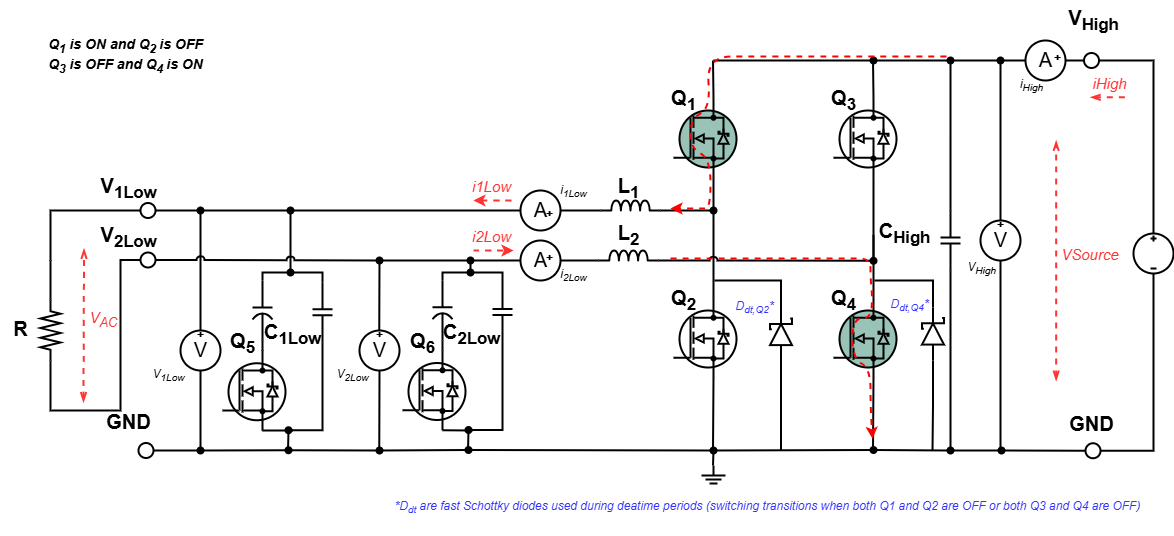 Q1 is ON and Q2 is OFF
Q3 is OFF and Q4 is ON
VHigh
A+
iHigh
iHigh
Q1
Q3
V1Low
i1Low
A+
i1Low
L1
V2Low
i2Low
A+
i2Low
L2
CHigh
+
V
VHigh
VSource
+
-
R
VAC
+
V
V1Low
Q5
C1Low
+
V
V2Low
Q6
C2Low
Q2
Ddt,Q2*
Q4
Ddt,Q4*
GND
GND
*Ddt are fast Schottky diodes used during deatime periods (switching transitions when both Q1 and Q2 are OFF or both Q3 and Q4 are OFF)